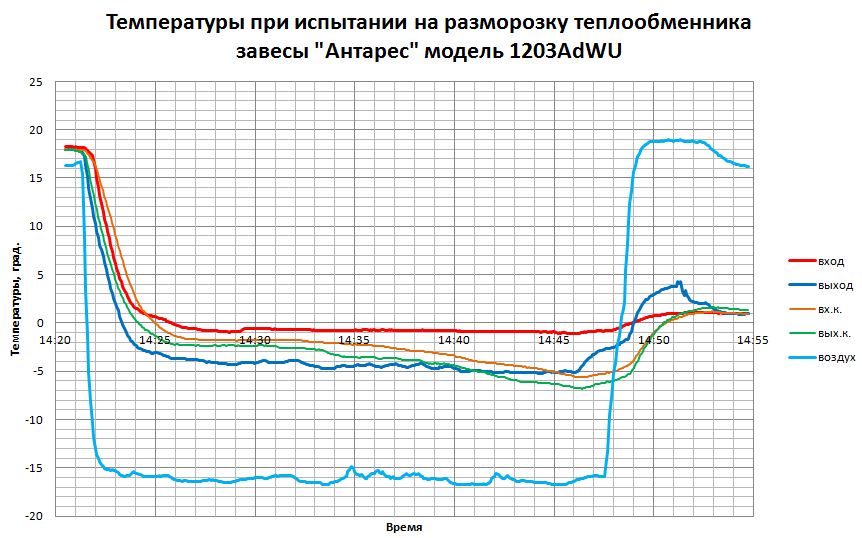 Температуры при испытании на разморозку теплообменника
завесы "Антарес" модель 1203AdWU
25
20
15
10
5
0
-5
-10
-15
-20
Температуры, град.
14:20
14:25
14:30
14:35
14:40
14:45
14:50
14:55
Время
вход
выход
вх.к.
вых.к.
воздух